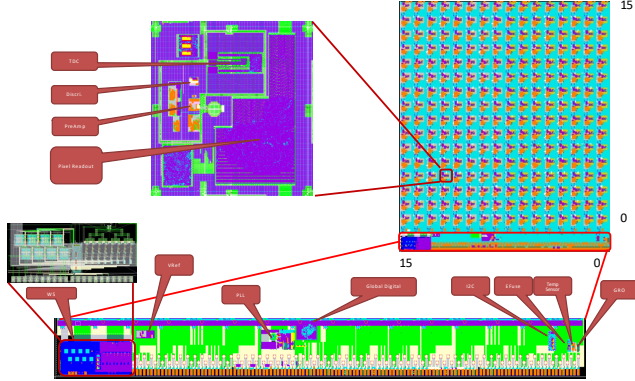 15
TDC
Discri.
PreAmp
Pixel Readout
0
15
0
WS
VRef
PLL
Global Digital
I2C
EFuse
Temp
Sensor
GRO